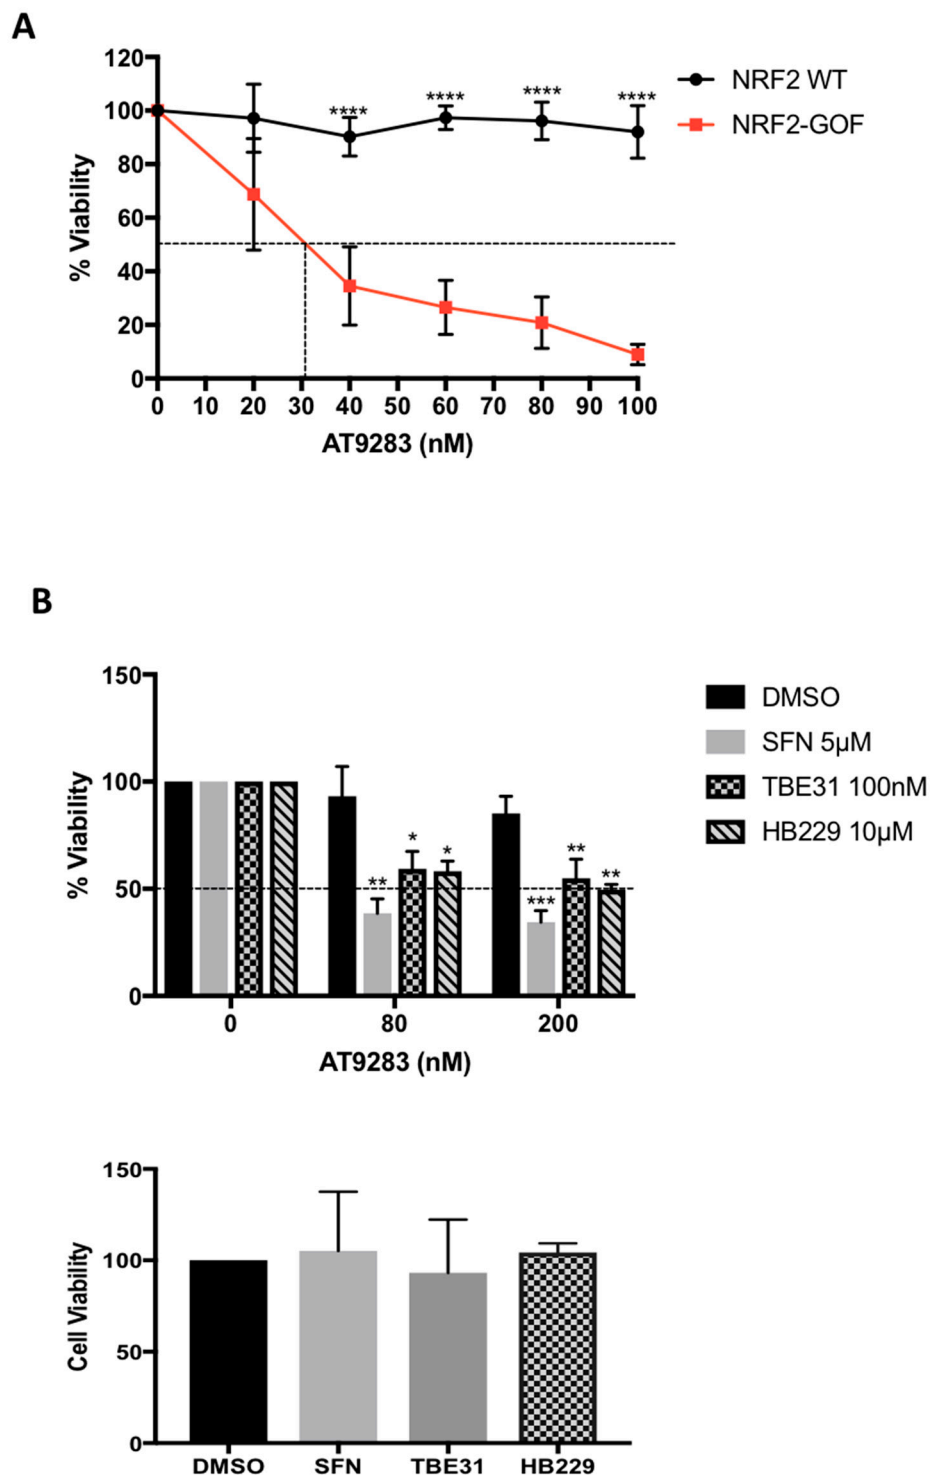 A
120
100
80
60
40
20
0
% Viability
**** **** **** ****
NRF2 WT
NRF2-GOF
0 10 20 30 40 50 60 70 80 90 100
AT9283 (nM)
B
150
100
50
0
% Viability
** * *
*** ** **
DMSO
SFN 5µM
TBE31 100nM
HB229 10µM
0 80 200
AT9283 (nM)
150
100
50
0
Cell Viability
DMSO SFN TBE31 HB229